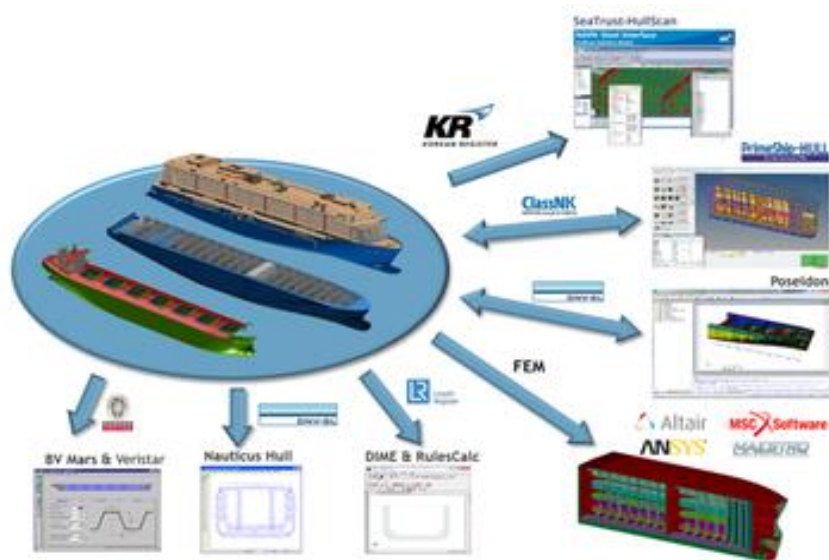 SeaTrust-HullScan
KR
KOREAN REGISTER
PrimeShip-HULL
ClassNK
Poseidon
DNV·GL
FEM
LR
Lloyd's
Register
Altair
MSC Software
ANSYS
MAESTRO
BV Mars & Veristar
Nauticus Hull
DNV·GL
DIME & RulesCalc